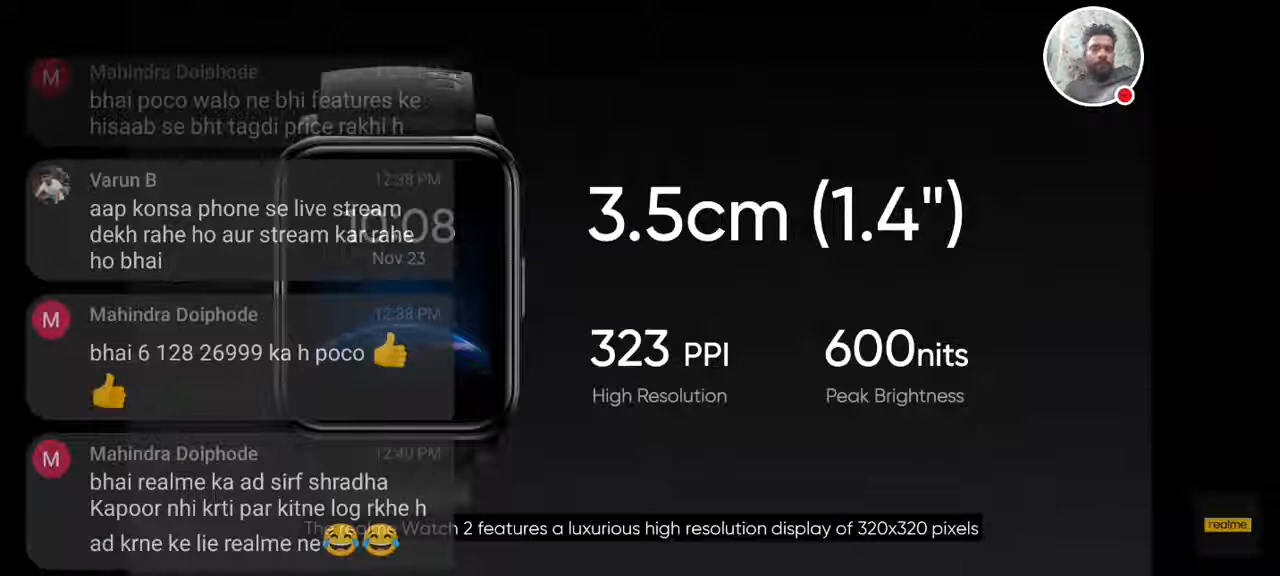 Mahindra Doiphode
bhai poco walo ne bhi features ke
hisaab se bht tagdi price rakhi h
Varun B 12:38 PM
aap konsa phone se live stream
dekh rahe ho aur stream kar rahe
ho bhai
Mahindra Doiphode 12:38 PM
bhai 6 128 26999 ka h poco 👍
👍
Mahindra Doiphode 12:40 PM
bhai realme ka ad sirf shradha
Kapoor nhi krti par kitne log rkhe h
ad krne ke lie realme ne😂😂
M
M
M
10:08
Nov 23
3.5cm (1.4")
323 PPI
High Resolution
600nits
Peak Brightness
The realme Watch 2 features a luxurious high resolution display of 320x320 pixels
realme